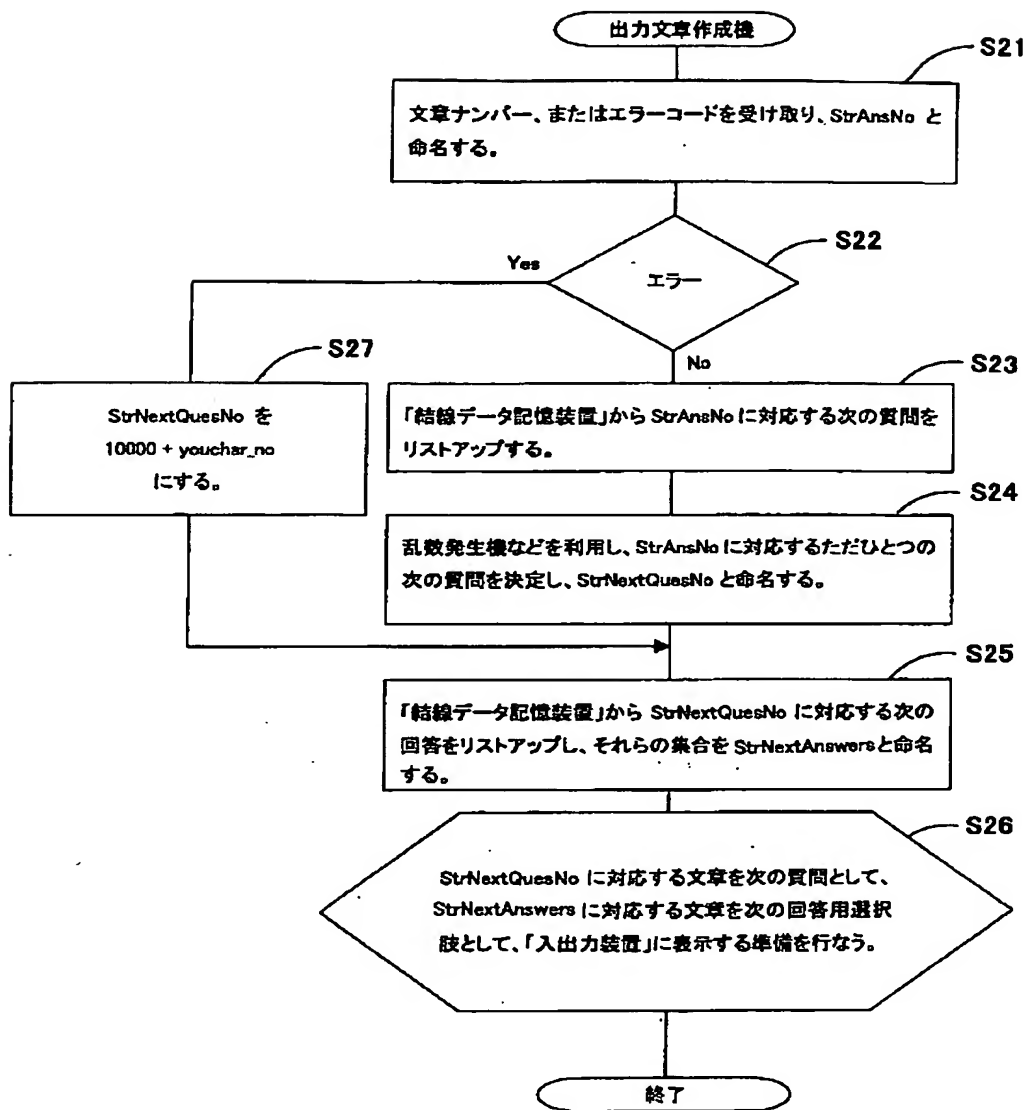 出力文章作成機
S21
文章ナンバー、またはエラーコードを受け取り、StrAnsNo と
命名する。
S22
Yes
エラー
No
S27
StrNextQuesNo を
10000 + youchar_no
にする。
S23
「結線データ記憶装置」から StrAnsNo に対応する次の質問を
リストアップする。
S24
乱数発生機などを利用し、StrAnsNo に対応するただひとつの
次の質問を決定し、StrNextQuesNo と命名する。
S25
「結線データ記憶装置」から StrNextQuesNo に対応する次の
回答をリストアップし、それらの集合を StrNextAnswers と命名
する。
S26
StrNextQuesNo に対応する文章を次の質問として、
StrNextAnswers に対応する文章を次の回答用選択
肢として、「入出力装置」に表示する準備を行なう。
終了